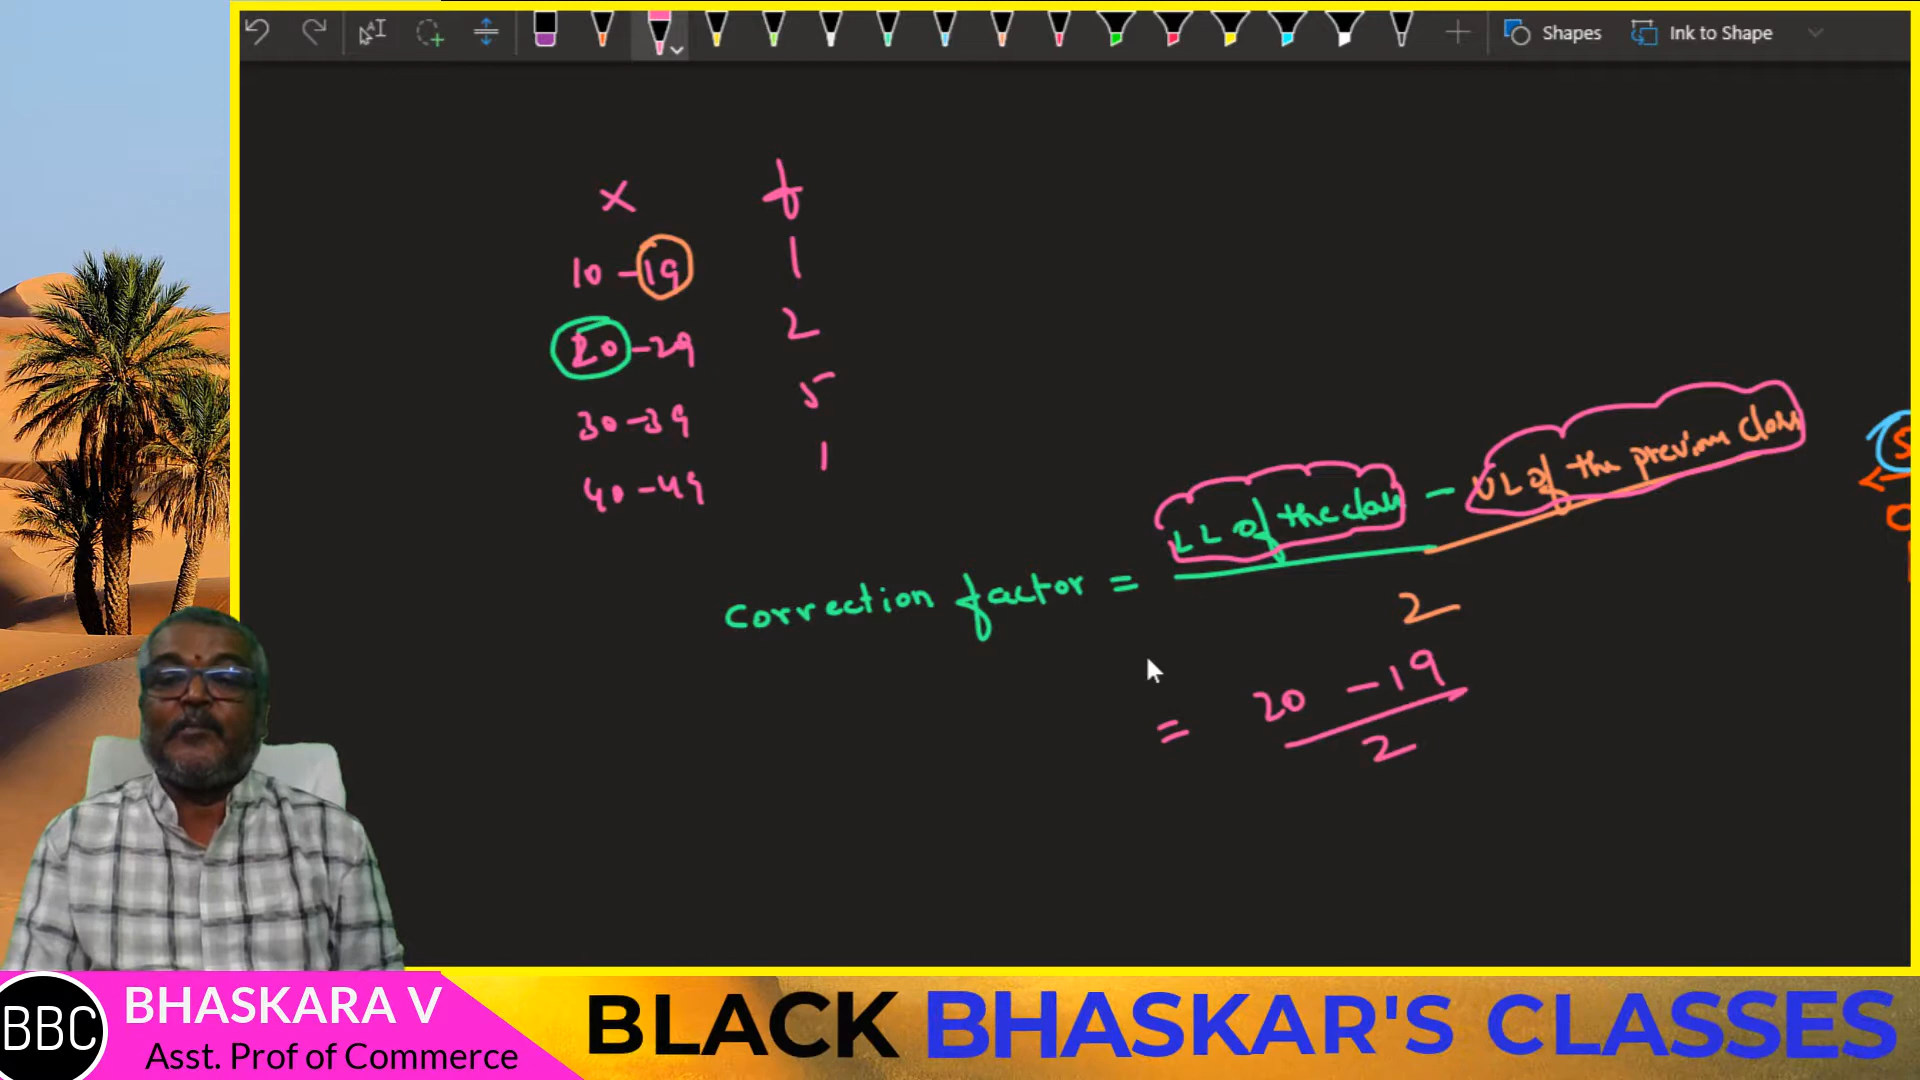 Shapes Ink to Shape
x f
10 - 19 1
20 - 29 2
30 - 39 5
40 - 49 1
correction factor = LL of the class - UL of the previous class
2
= 20 - 19
2
BBC
BHASKARA V
Asst. Prof of Commerce
BLACK BHASKAR'S CLASSES